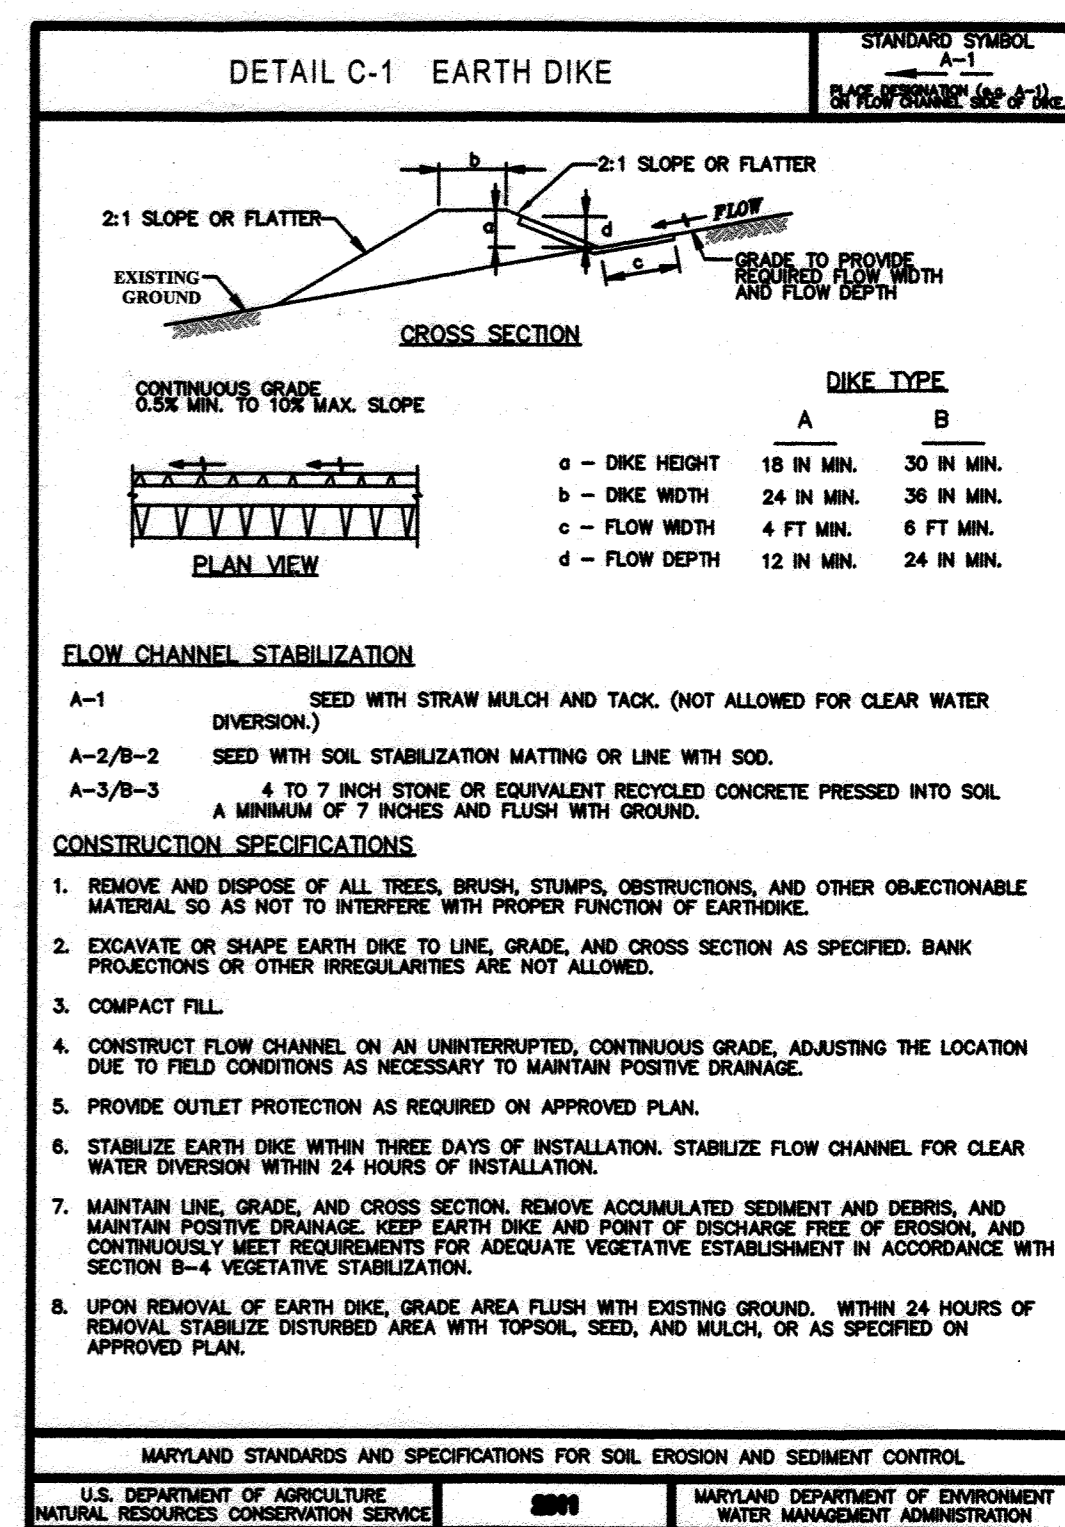 DETAIL C-1 EARTH DIKE
STANDARD SYMBOL
A-1
PLACE DESIGNATION (e.g. A-1)
ON FLOW CHANNEL SIDE OF DIKE.
b
2:1 SLOPE OR FLATTER
2:1 SLOPE OR FLATTER
a
d
FLOW
EXISTING
GROUND
c
GRADE TO PROVIDE
REQUIRED FLOW WIDTH
AND FLOW DEPTH
CROSS SECTION
CONTINUOUS GRADE
0.5% MIN. TO 10% MAX. SLOPE
PLAN VIEW
DIKE TYPE
A B
a - DIKE HEIGHT 18 IN MIN. 30 IN MIN.
b - DIKE WIDTH 24 IN MIN. 36 IN MIN.
c - FLOW WIDTH 4 FT MIN. 6 FT MIN.
d - FLOW DEPTH 12 IN MIN. 24 IN MIN.
FLOW CHANNEL STABILIZATION
A-1 SEED WITH STRAW MULCH AND TACK. (NOT ALLOWED FOR CLEAR WATER
DIVERSION.)
A-2/B-2 SEED WITH SOIL STABILIZATION MATTING OR LINE WITH SOD.
A-3/B-3 4 TO 7 INCH STONE OR EQUIVALENT RECYCLED CONCRETE PRESSED INTO SOIL
A MINIMUM OF 7 INCHES AND FLUSH WITH GROUND.
CONSTRUCTION SPECIFICATIONS
1. REMOVE AND DISPOSE OF ALL TREES, BRUSH, STUMPS, OBSTRUCTIONS, AND OTHER OBJECTIONABLE
MATERIAL SO AS NOT TO INTERFERE WITH PROPER FUNCTION OF EARTHDIKE.
2. EXCAVATE OR SHAPE EARTH DIKE TO LINE, GRADE, AND CROSS SECTION AS SPECIFIED. BANK
PROJECTIONS OR OTHER IRREGULARITIES ARE NOT ALLOWED.
3. COMPACT FILL.
4. CONSTRUCT FLOW CHANNEL ON AN UNINTERRUPTED, CONTINUOUS GRADE, ADJUSTING THE LOCATION
DUE TO FIELD CONDITIONS AS NECESSARY TO MAINTAIN POSITIVE DRAINAGE.
5. PROVIDE OUTLET PROTECTION AS REQUIRED ON APPROVED PLAN.
6. STABILIZE EARTH DIKE WITHIN THREE DAYS OF INSTALLATION. STABILIZE FLOW CHANNEL FOR CLEAR
WATER DIVERSION WITHIN 24 HOURS OF INSTALLATION.
7. MAINTAIN LINE, GRADE, AND CROSS SECTION. REMOVE ACCUMULATED SEDIMENT AND DEBRIS, AND
MAINTAIN POSITIVE DRAINAGE. KEEP EARTH DIKE AND POINT OF DISCHARGE FREE OF EROSION, AND
CONTINUOUSLY MEET REQUIREMENTS FOR ADEQUATE VEGETATIVE ESTABLISHMENT IN ACCORDANCE WITH
SECTION B-4 VEGETATIVE STABILIZATION.
8. UPON REMOVAL OF EARTH DIKE, GRADE AREA FLUSH WITH EXISTING GROUND. WITHIN 24 HOURS OF
REMOVAL STABILIZE DISTURBED AREA WITH TOPSOIL, SEED, AND MULCH, OR AS SPECIFIED ON
APPROVED PLAN.
MARYLAND STANDARDS AND SPECIFICATIONS FOR SOIL EROSION AND SEDIMENT CONTROL
U.S. DEPARTMENT OF AGRICULTURE
NATURAL RESOURCES CONSERVATION SERVICE
MARYLAND DEPARTMENT OF ENVIRONMENT
WATER MANAGEMENT ADMINISTRATION